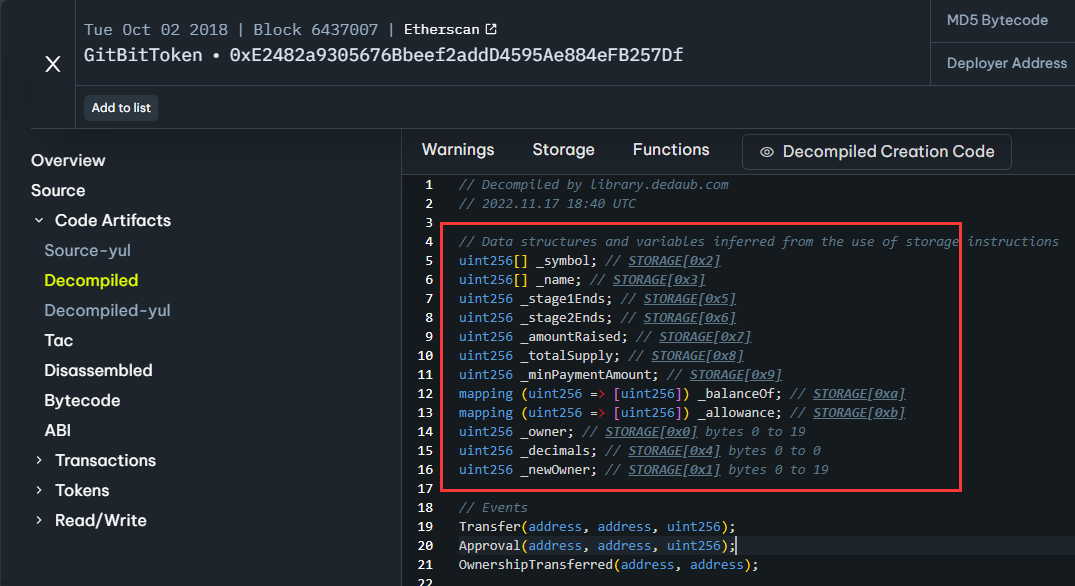 Tue Oct 02 2018 | Block 6437007 | Etherscan
MD5 Bytecode
X
GitBitToken • 0xE2482a9305676Bbeef2addD4595Ae884eFB257Df
Deployer Address
Add to list
Overview
Source
Code Artifacts
Source-yul
Decompiled
Decompiled-yul
Tac
Disassembled
Bytecode
ABI
Transactions
Tokens
Read/Write
Warnings Storage Functions Decompiled Creation Code
1 // Decompiled by library.dedaub.com
2 // 2022.11.17 18:40 UTC
3
4 // Data structures and variables inferred from the use of storage instructions
5 uint256[] _symbol; // STORAGE[0x2]
6 uint256[] _name; // STORAGE[0x3]
7 uint256 _stage1Ends; // STORAGE[0x5]
8 uint256 _stage2Ends; // STORAGE[0x6]
9 uint256 _amountRaised; // STORAGE[0x7]
10 uint256 _totalSupply; // STORAGE[0x8]
11 uint256 _minPaymentAmount; // STORAGE[0x9]
12 mapping (uint256 => [uint256]) _balanceOf; // STORAGE[0xa]
13 mapping (uint256 => [uint256]) _allowance; // STORAGE[0xb]
14 uint256 _owner; // STORAGE[0x0] bytes 0 to 19
15 uint256 _decimals; // STORAGE[0x4] bytes 0 to 0
16 uint256 _newOwner; // STORAGE[0x1] bytes 0 to 19
17
18 // Events
19 Transfer(address, address, uint256);
20 Approval(address, address, uint256);
21 OwnershipTransferred(address, address);
22